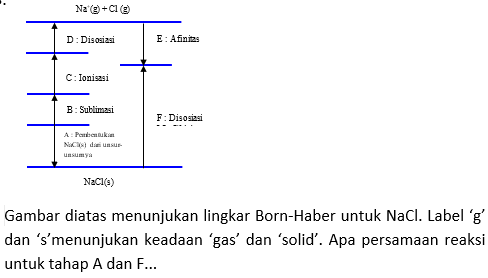 Na⁺(g) + Cl (g)
D : Disosiasi
E : Afinitas
C : Ionisasi
B : Sublimasi
F : Disosiasi
A : Pembentukan
NaCl(s) dari unsur-
unsurnya
NaCl(s)
Gambar diatas menunjukan lingkar Born-Haber untuk NaCl. Label ‘g’
dan ‘s’menunjukan keadaan ‘gas’ dan ‘solid’. Apa persamaan reaksi
untuk tahap A dan F...